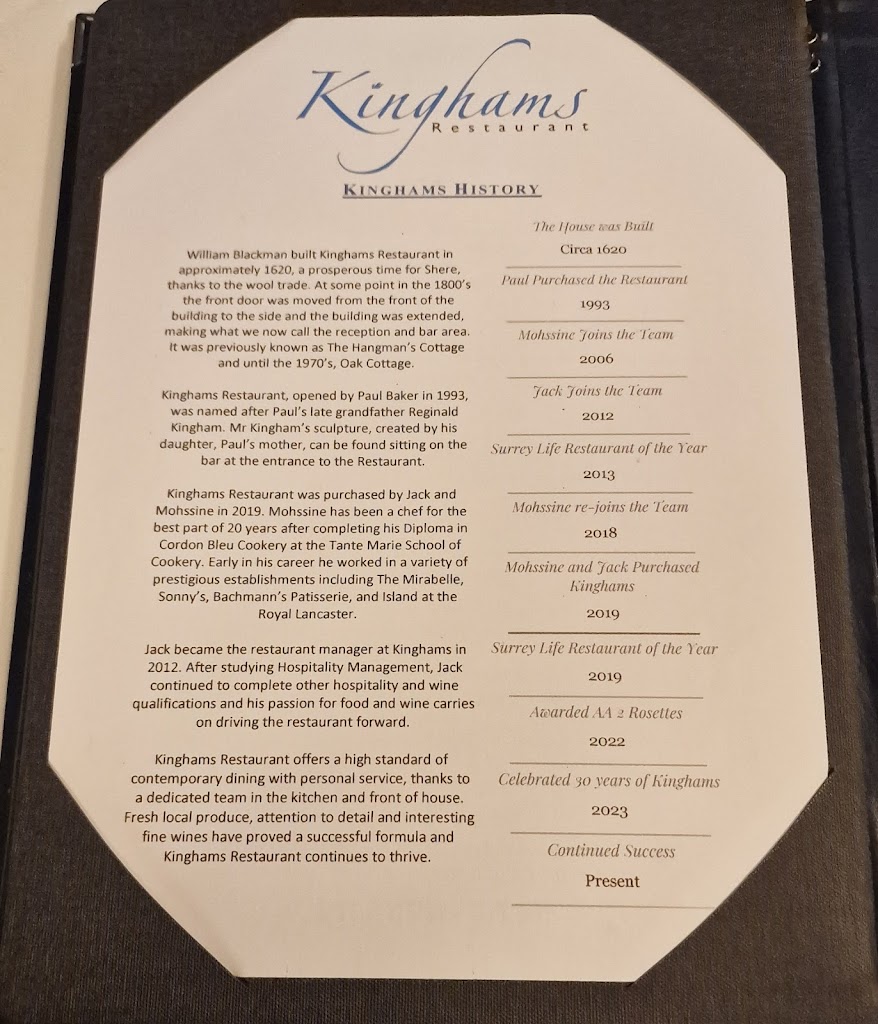 Kinghams
Restaurant
KINGHAMS HISTORY
William Blackman built Kinghams Restaurant in
approximately 1620, a prosperous time for Shere,
thanks to the wool trade. At some point in the 1800's
the front door was moved from the front of the
building to the side and the building was extended,
making what we now call the reception and bar area.
It was previously known as The Hangman's Cottage
and until the 1970's, Oak Cottage.
Kinghams Restaurant, opened by Paul Baker in 1993,
was named after Paul's late grandfather Reginald
Kingham. Mr Kingham's sculpture, created by his
daughter, Paul's mother, can be found sitting on the
bar at the entrance to the Restaurant.
Kinghams Restaurant was purchased by Jack and
Mohssine in 2019. Mohssine has been a chef for the
best part of 20 years after completing his Diploma in
Cordon Bleu Cookery at the Tante Marie School of
Cookery. Early in his career he worked in a variety of
prestigious establishments including The Mirabelle,
Sonny's, Bachmann's Patisserie, and Island at the
Royal Lancaster.
Jack became the restaurant manager at Kinghams in
2012. After studying Hospitality Management, Jack
continued to complete other hospitality and wine
qualifications and his passion for food and wine carries
on driving the restaurant forward.
Kinghams Restaurant offers a high standard of
contemporary dining with personal service, thanks to
a dedicated team in the kitchen and front of house.
Fresh local produce, attention to detail and interesting
fine wines have proved a successful formula and
Kinghams Restaurant continues to thrive.
The House was Built
Circa 1620
Paul Purchased the Restaurant
1993
Mohssine Joins the Team
2006
Jack Joins the Team
2012
Surrey Life Restaurant of the Year
2013
Mohssine re-joins the Team
2018
Mohssine and Jack Purchased
Kinghams
2019
Surrey Life Restaurant of the Year
2019
Awarded AA 2 Rosettes
2022
Celebrated 30 years of Kinghams
2023
Continued Success
Present